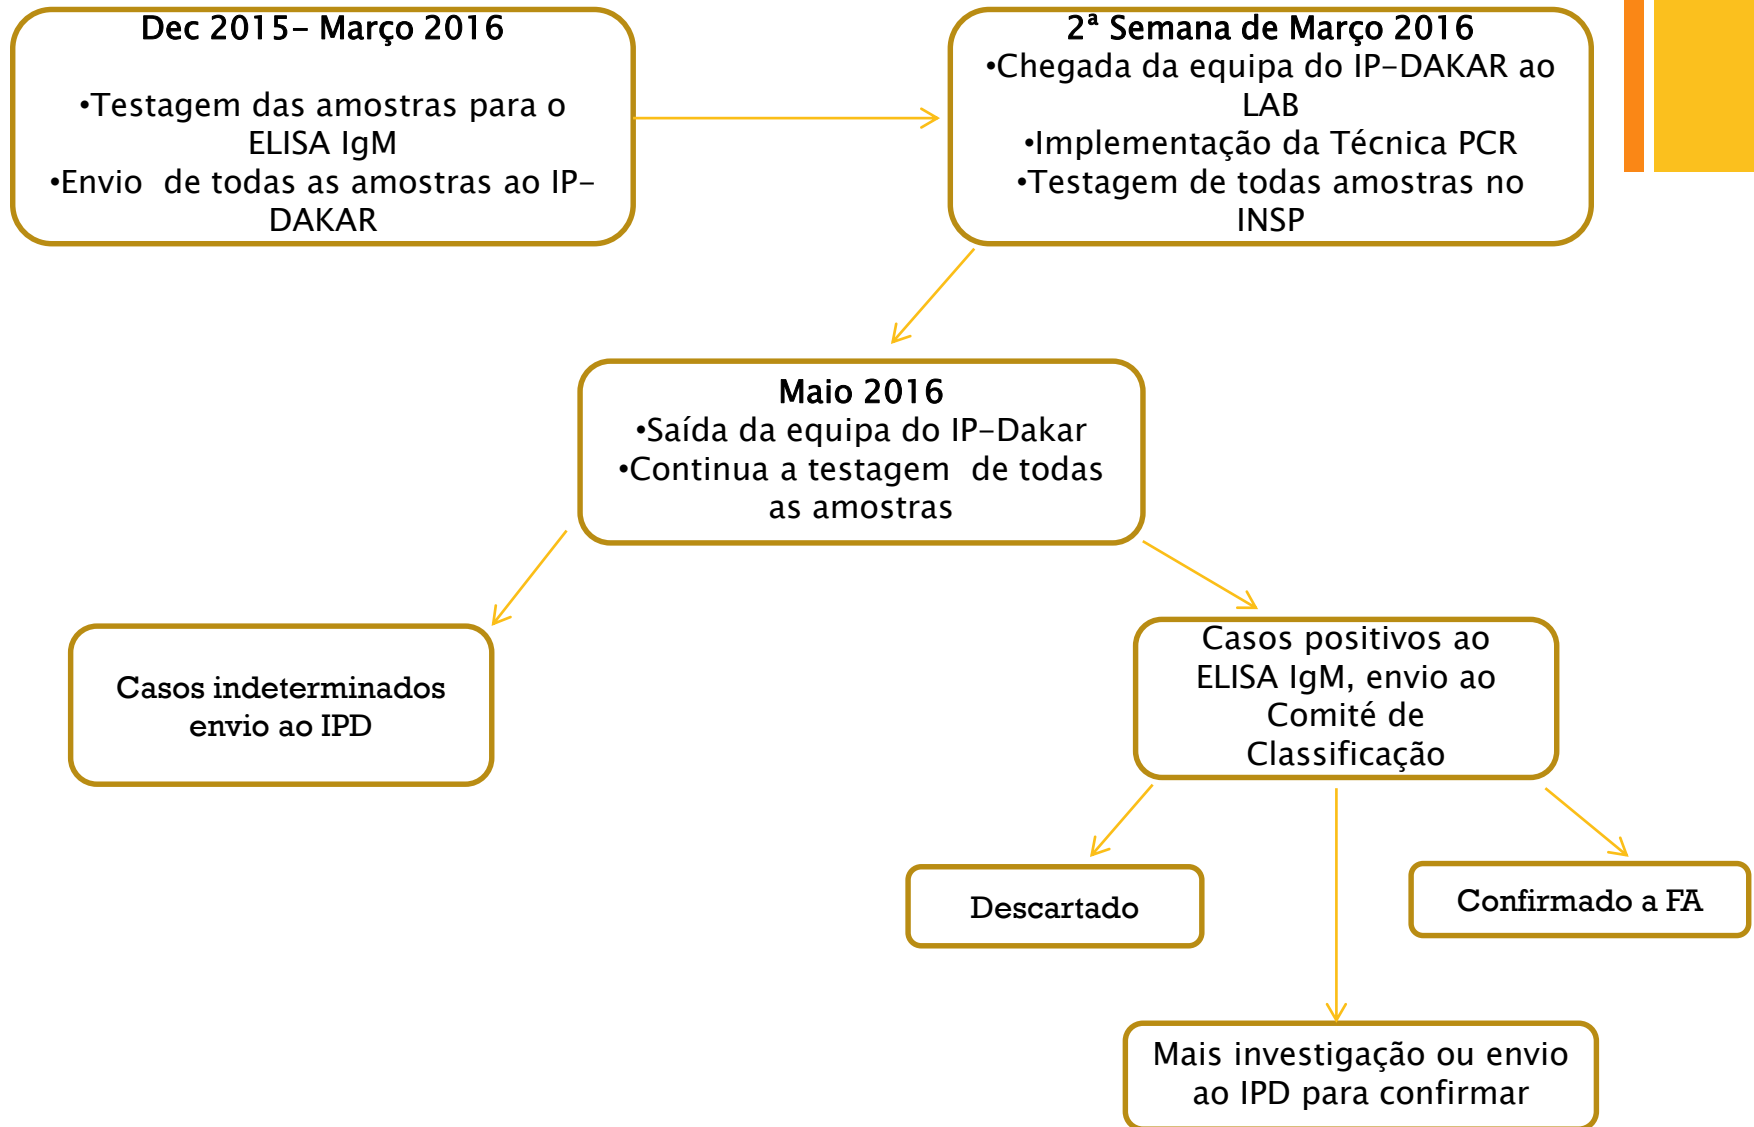 Dec 2015– Março 2016
•Testagem das amostras para o
ELISA IgM
•Envio  de todas as amostras ao IP–
DAKAR
2ª Semana de Março 2016
•Chegada da equipa do IP–DAKAR ao
LAB
•Implementação da Técnica PCR
•Testagem de todas amostras no
INSP
Maio 2016
•Saída da equipa do IP–Dakar
•Continua a testagem  de todas
as amostras
Casos indeterminados
envio ao IPD
Casos positivos ao
ELISA IgM, envio ao
Comité de
Classificação
Descartado
Confirmado a FA
Mais investigação ou envio
ao IPD para confirmar